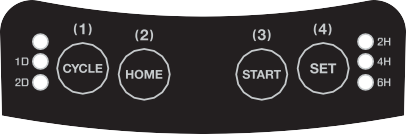 (1) (2) (3) (4)
2H
1D CYCLE HOME START SET 4H
2D 6H